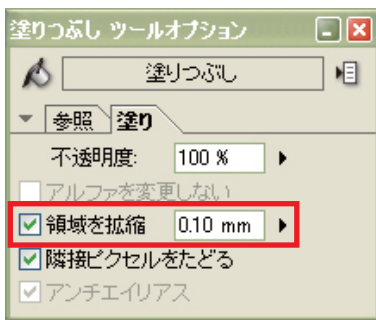 塗りつぶし ツールオプション
塗りつぶし
参照 塗り
不透明度: 100 %
アルファを変更しない
領域を拡縮 0.10 mm
隣接ピクセルをたどる
アンチエイリアス